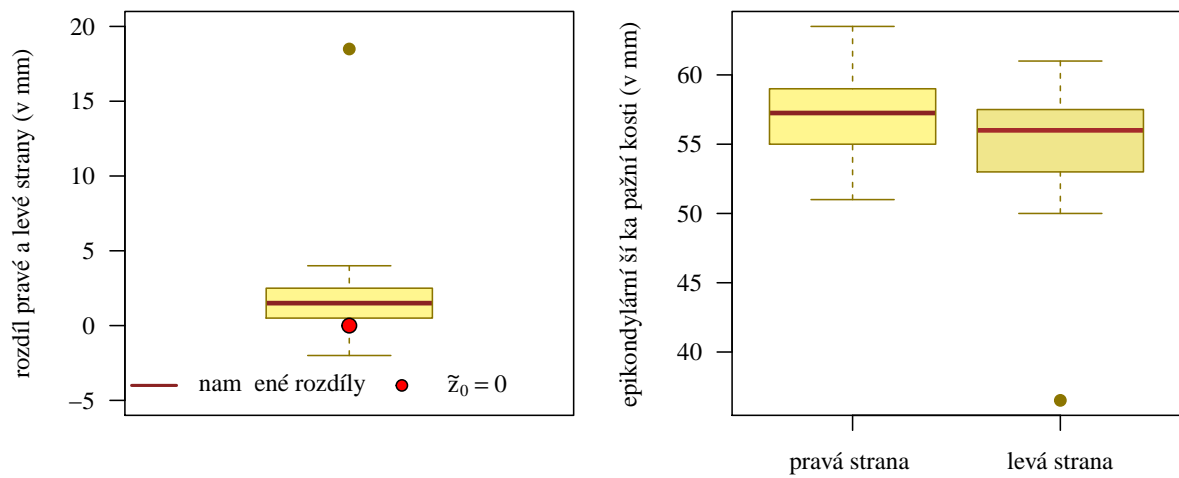 rozdíl pravé a levé strany (v mm)
20
15
10
5
0
−5
nam ené rozdíly
z̃₀ = 0
epikondylární ší ka pažní kosti (v mm)
60
55
50
45
40
pravá strana
levá strana